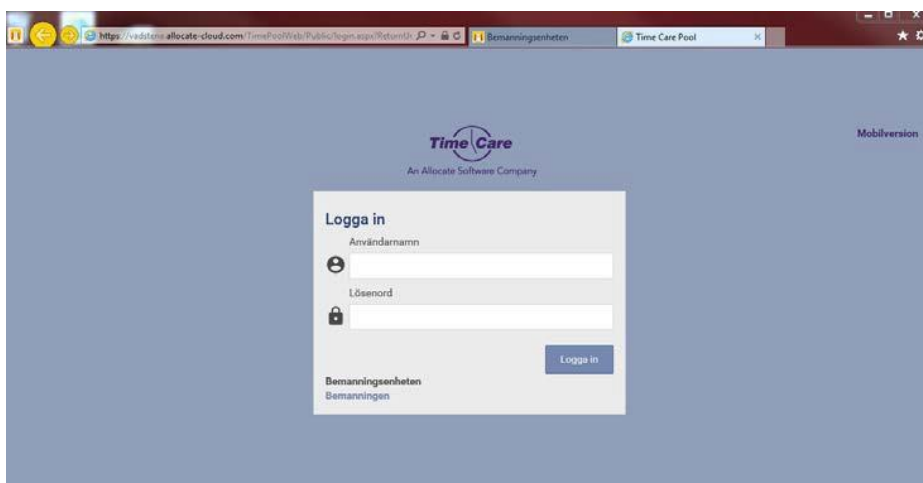 https://vadstena.allocate-cloud.com/TimePoolWeb/Public/login.aspx?ReturnUr
Bemanningsenheten
Time Care Pool
Mobilversion
Time Care
An Allocate Software Company
Logga in
Användarnamn
Lösenord
Logga in
Bemanningsenheten
Bemanningen